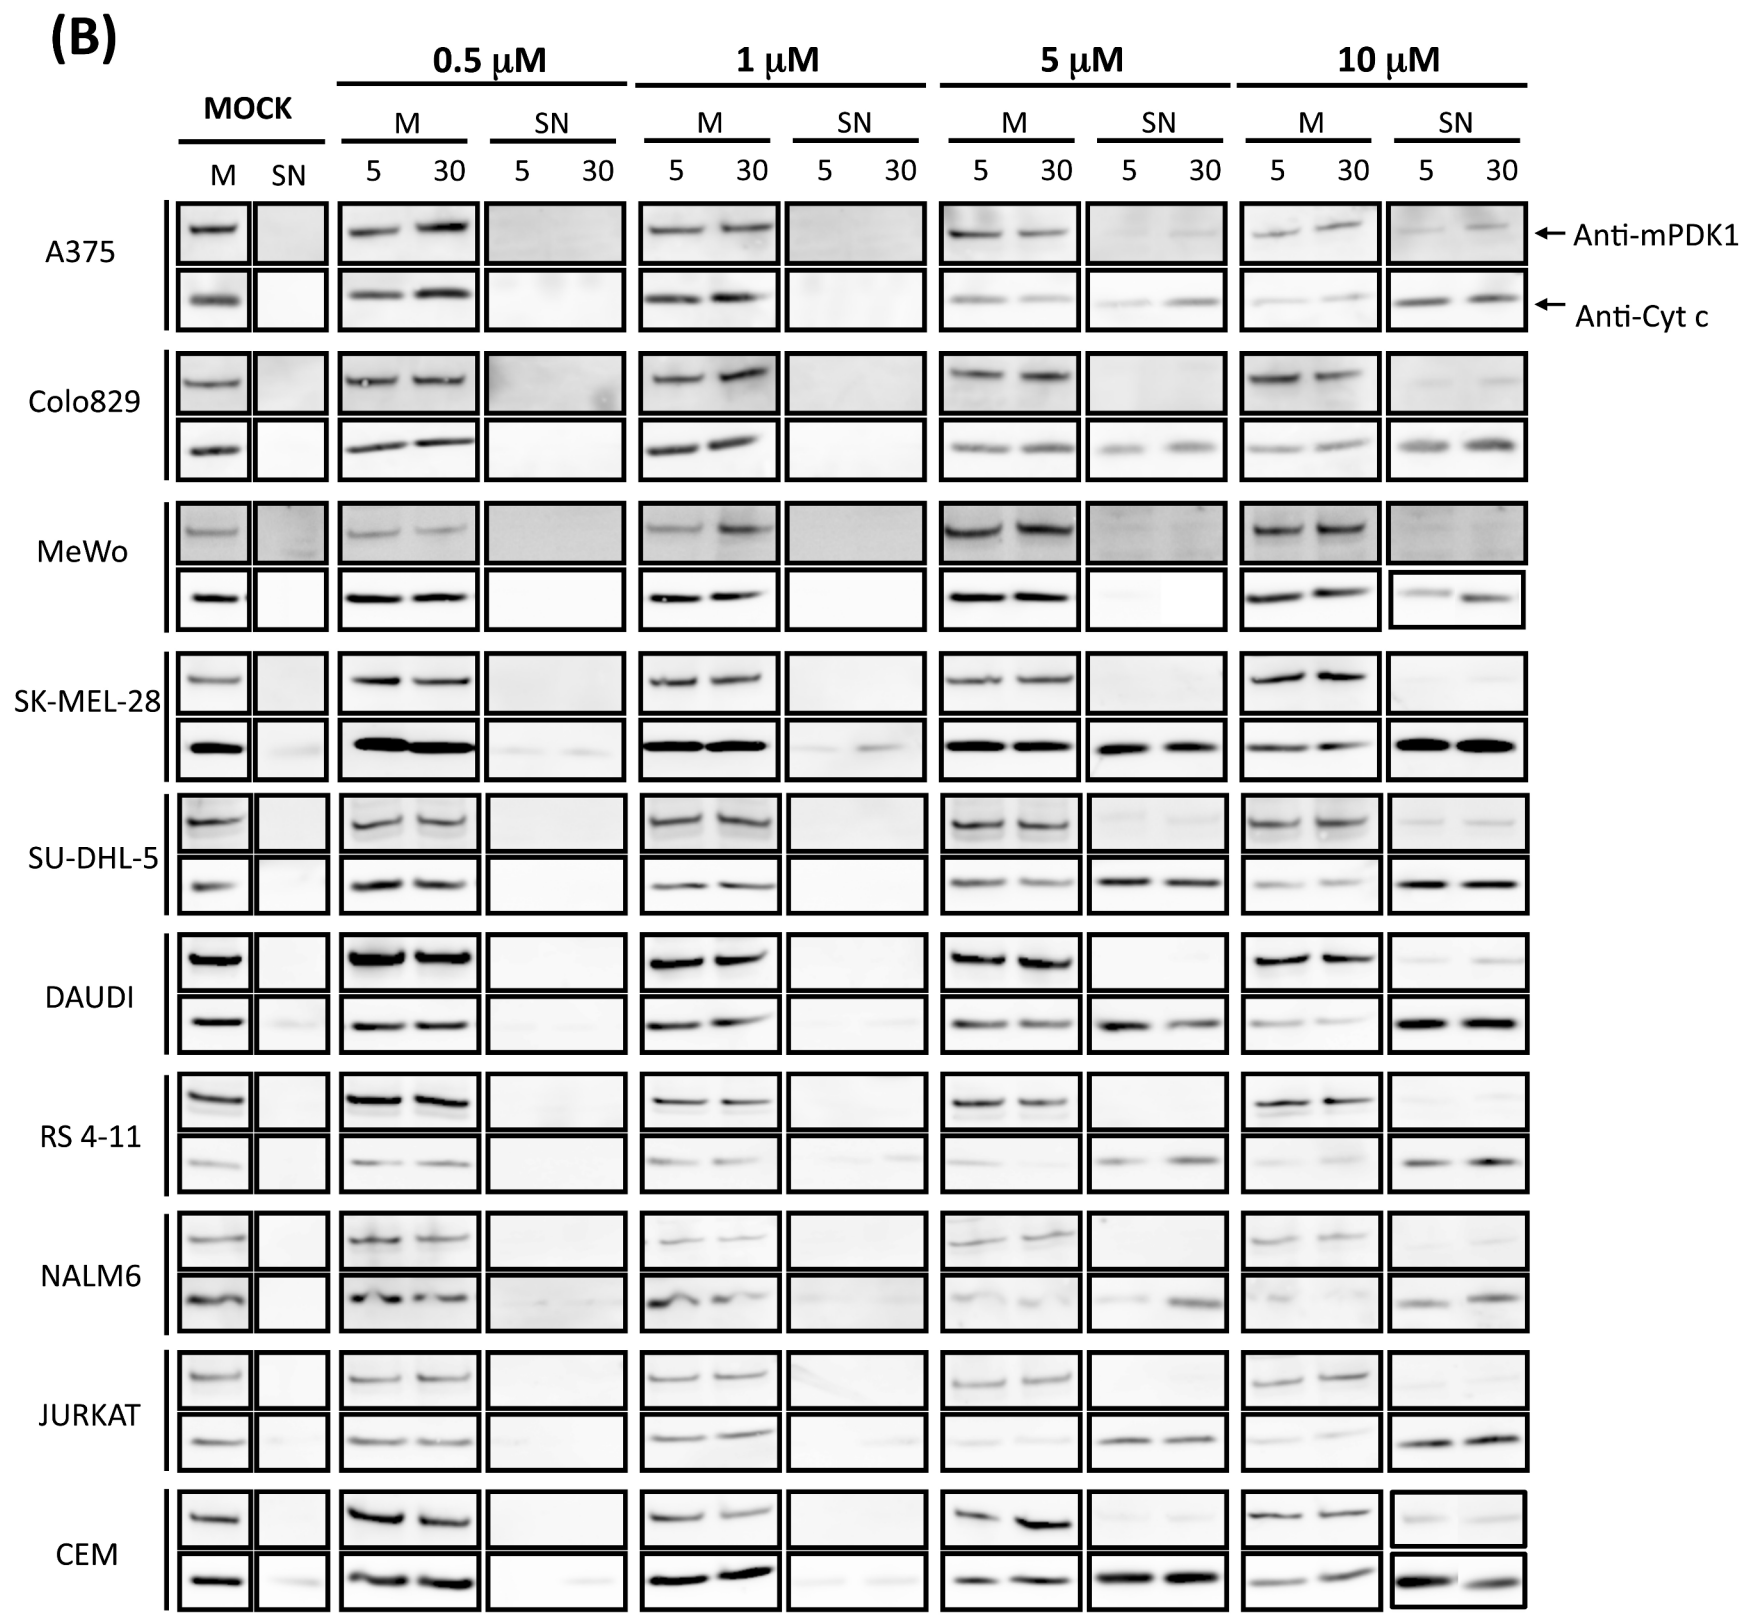 (B)
0.5 μM 1 μM 5 μM 10 μM
MOCK
M SN M SN M SN M SN
M SN 5 30 5 30 5 30 5 30 5 30 5 30 5 30 5 30
A375
Anti-mPDK1
Anti-Cyt c
Colo829
MeWo
SK-MEL-28
SU-DHL-5
DAUDI
RS 4-11
NALM6
JURKAT
CEM